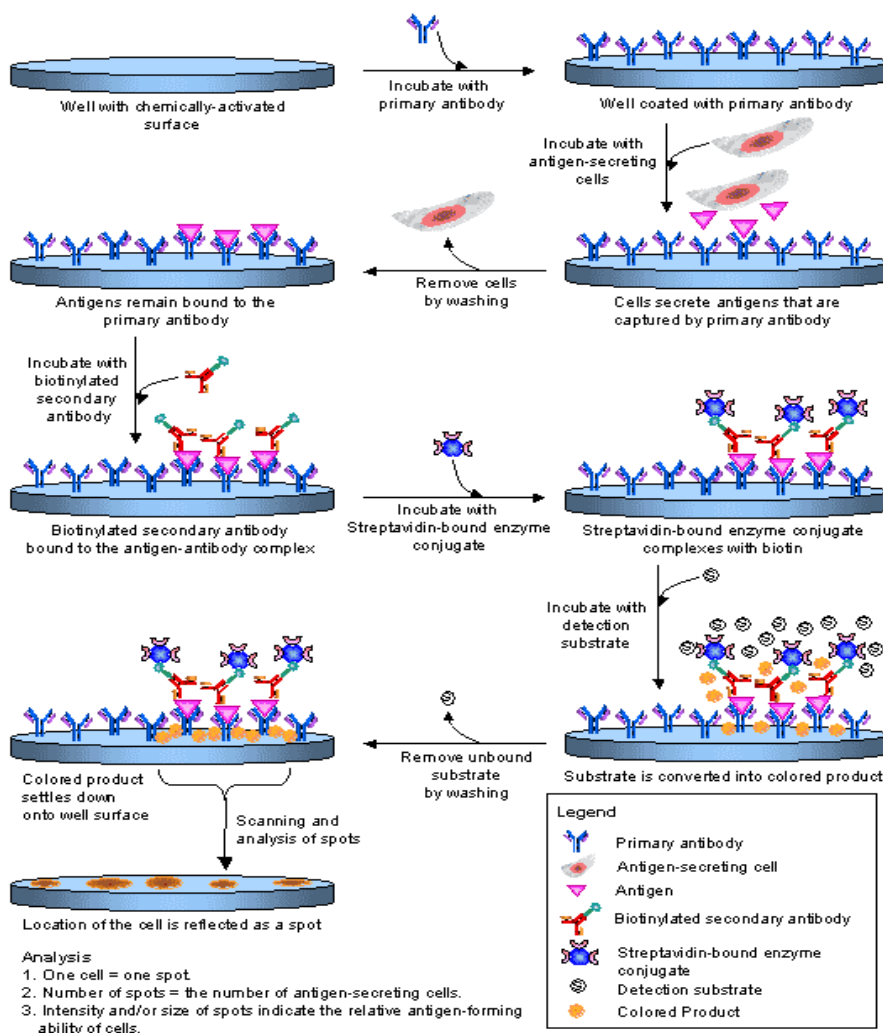 Incubate with
primary antibody
Well with chemically-activated
surface
Well coated with primary antibody
Incubate with
antigen-secreting
cells
Remove cells
by washing
Antigens remain bound to the
primary antibody
Cells secrete antigens that are
captured by primary antibody
Incubate with
biotinylated
secondary
antibody
Biotinylated secondary antibody
bound to the antigen-antibody complex
Incubate with
Streptavidin-bound enzyme
conjugate
Streptavidin-bound enzyme conjugate
complexes with biotin
Incubate with
detection
substrate
Substrate is converted into colored product
Remove unbound
substrate
by washing
Colored product
settles down
onto well surface
Scanning and
analysis of spots
Location of the cell is reflected as a spot
Analysis
1. One cell = one spot.
2. Number of spots = the number of antigen-secreting cells.
3. Intensity and/or size of spots indicate the relative antigen-forming
ability of cells.
Legend
Primary antibody
Antigen-secreting cell
Antigen
Biotinylated secondary antibody
Streptavidin-bound enzyme
conjugate
Detection substrate
Colored Product